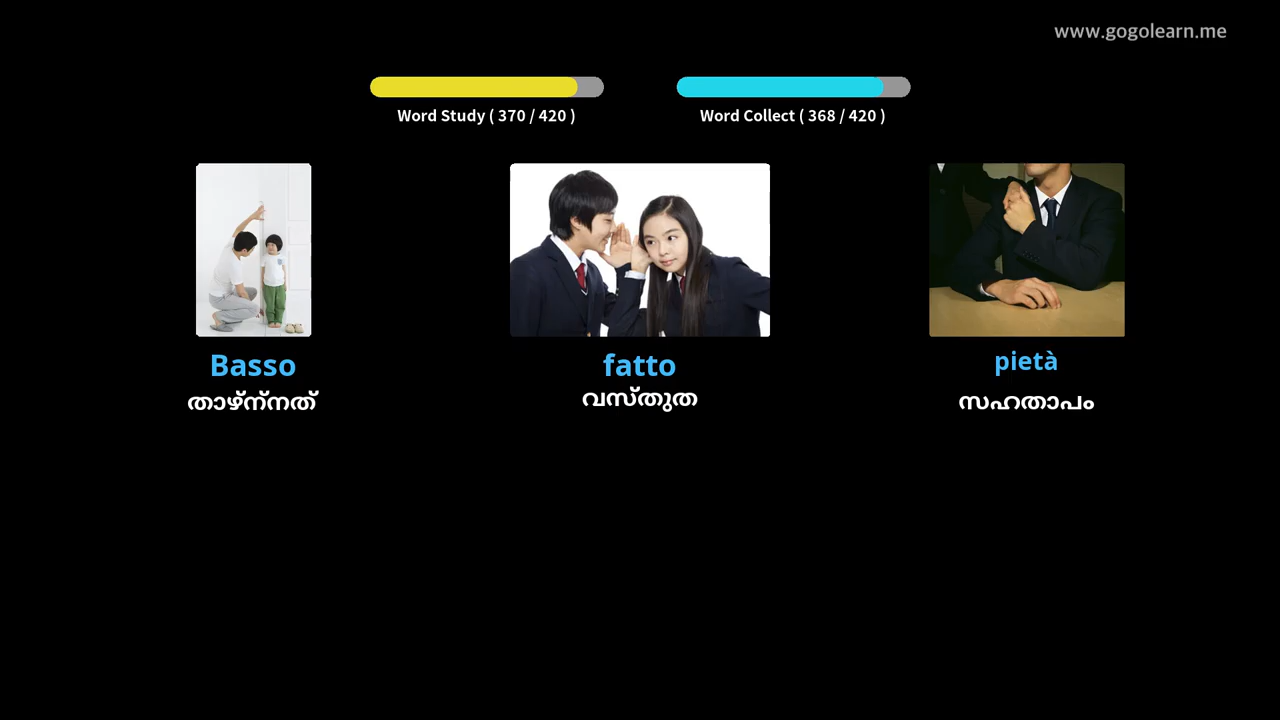 www.gogolearn.me
Word Study ( 370 / 420 )
Word Collect ( 368 / 420 )
Basso
fatto
pietà
താഴ്ന്നത്
വസ്തുത
സഹതാപം